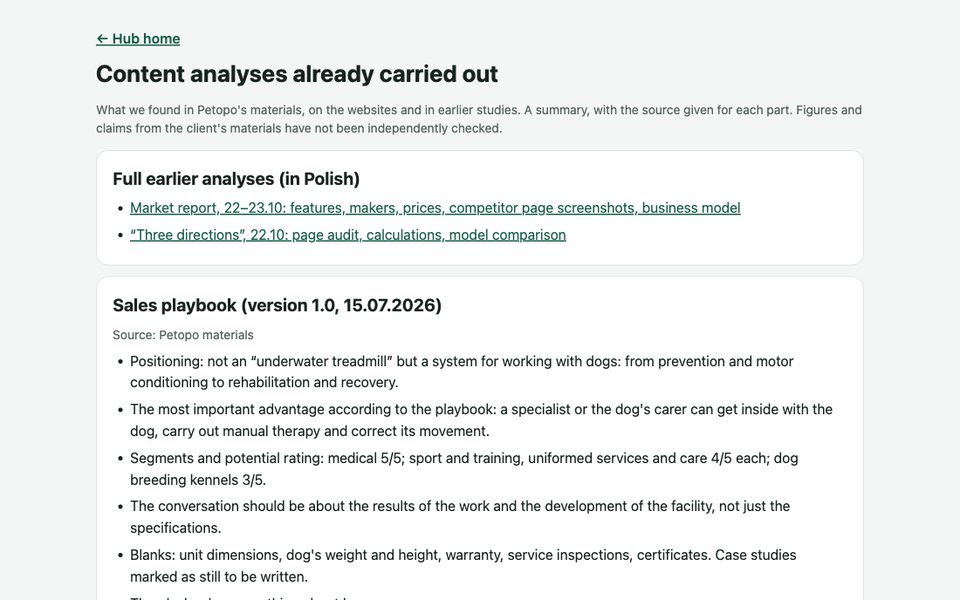 ← Hub home
Content analyses already carried out
What we found in Petopo's materials, on the websites and in earlier studies. A summary, with the source given for each part. Figures and
claims from the client's materials have not been independently checked.
Full earlier analyses (in Polish)
• Market report, 22–23.10: features, makers, prices, competitor page screenshots, business model
• “Three directions”, 22.10: page audit, calculations, model comparison
Sales playbook (version 1.0, 15.07.2026)
Source: Petopo materials
• Positioning: not an “underwater treadmill” but a system for working with dogs: from prevention and motor
conditioning to rehabilitation and recovery.
• The most important advantage according to the playbook: a specialist or the dog's carer can get inside with the
dog, carry out manual therapy and correct its movement.
• Segments and potential rating: medical 5/5; sport and training, uniformed services and care 4/5 each; dog
breeding kennels 3/5.
• The conversation should be about the results of the work and the development of the facility, not just the
specifications.
• Blanks: unit dimensions, dog's weight and height, warranty, service inspections, certificates. Case studies
marked as still to be written.